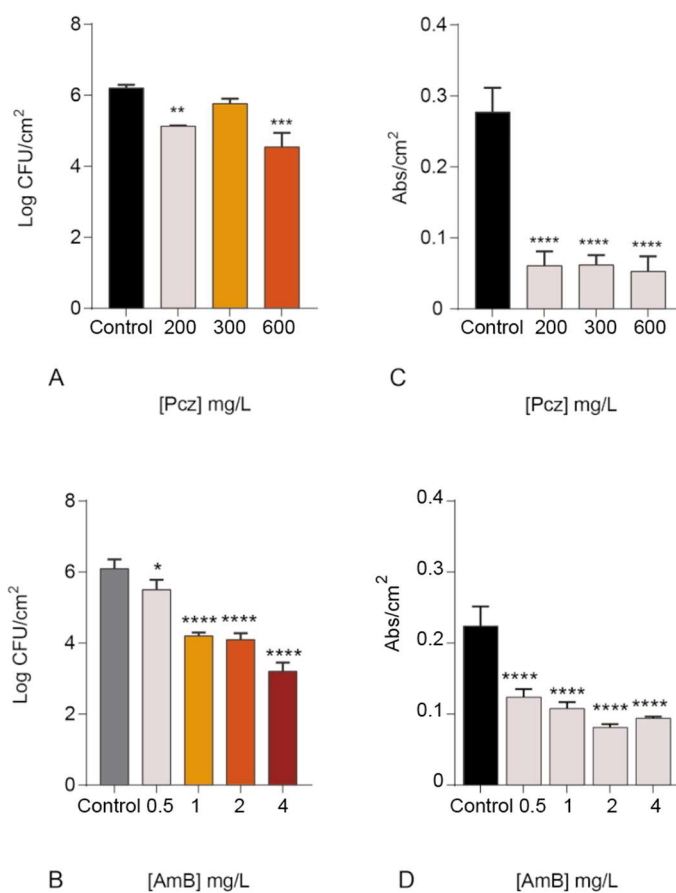 8
6
4
2
0
Log CFU/cm2
**
***
Control 200 300 600
A
[Pcz] mg/L
0.4
0.3
0.2
0.1
0
Abs/cm2
**** **** ****
Control 200 300 600
C
[Pcz] mg/L
8
6
4
2
0
Log CFU/cm2
*
**** ****
****
Control 0.5 1 2 4
B
[AmB] mg/L
0.4
0.3
0.2
0.1
0
Abs/cm2
****
****
**** ****
Control 0.5 1 2 4
D
[AmB] mg/L